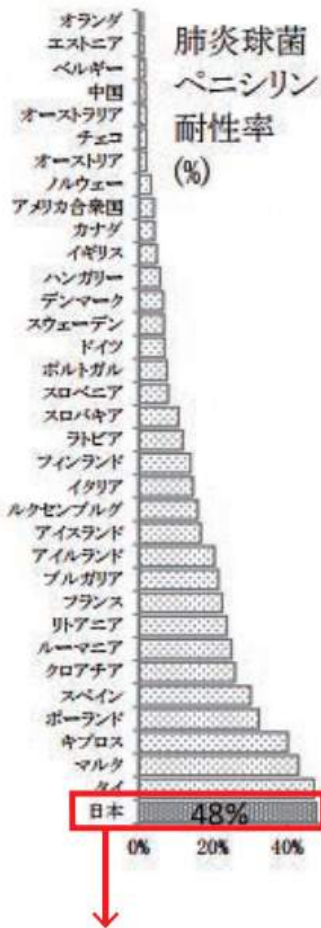 肺炎球菌
ペニシリン
耐性率
(%)
オランダ
エストニア
ベルギー
中国
オーストラリア
チェコ
オーストリア
ノルウェー
アメリカ合衆国
カナダ
イギリス
ハンガリー
デンマーク
スウェーデン
ドイツ
ポルトガル
スロベニア
スロバキア
ラトビア
フィンランド
イタリア
ルクセンブルグ
アイスランド
アイルランド
ブルガリア
フランス
リトアニア
ルーマニア
クロアチア
スペイン
ポーランド
キプロス
マルタ
タイ
日本 48%
0% 20% 40%